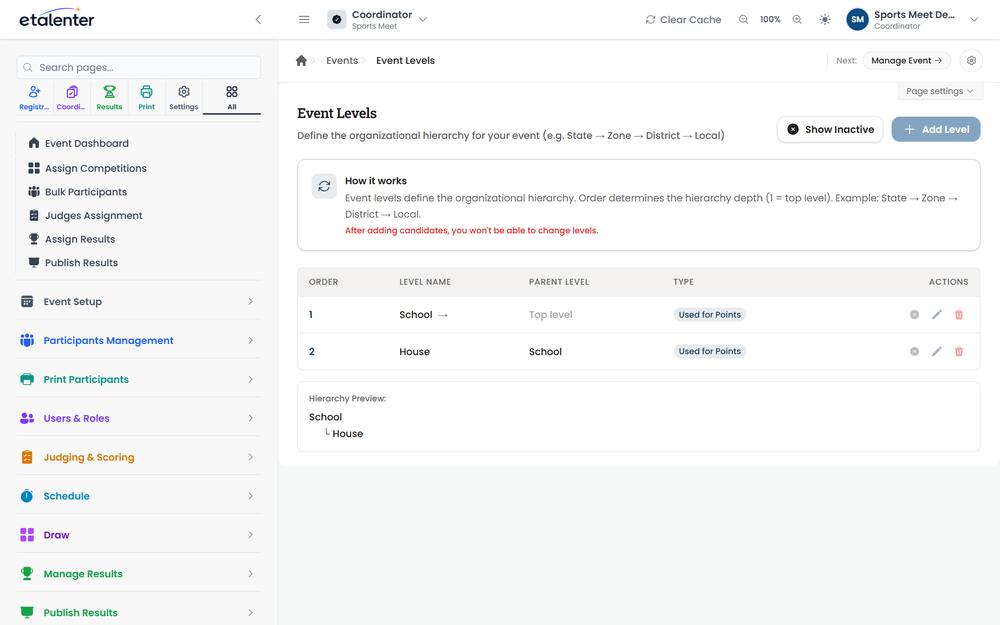 etalenter
Coordinator
Sports Meet
Clear Cache
100%
SM
Sports Meet De...
Coordinator
Search pages...
Registr...
Coordi...
Results
Print
Settings
All
Event Dashboard
Assign Competitions
Bulk Participants
Judges Assignment
Assign Results
Publish Results
Event Setup
Participants Management
Print Participants
Users & Roles
Judging & Scoring
Schedule
Draw
Manage Results
Publish Results
Events
Event Levels
Next:
Manage Event →
Page settings
Event Levels
Define the organizational hierarchy for your event (e.g. State → Zone → District → Local)
Show Inactive
Add Level
How it works
Event levels define the organizational hierarchy. Order determines the hierarchy depth (1 = top level). Example: State → Zone →
District → Local.
After adding candidates, you won't be able to change levels.
ORDER LEVEL NAME PARENT LEVEL TYPE ACTIONS
1 School → Top level Used for Points
2 House School Used for Points
Hierarchy Preview:
School
└ House